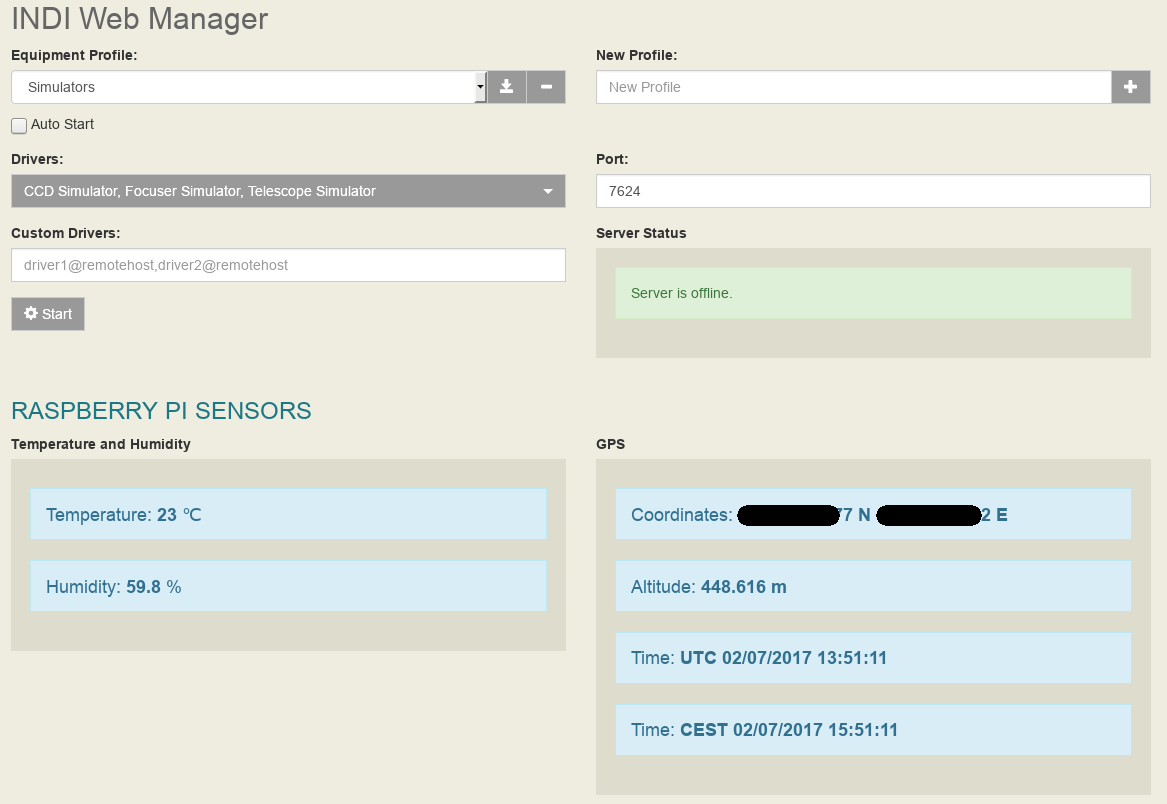 INDI Web Manager
Equipment Profile:
Simulators
Auto Start
New Profile:
New Profile
Drivers:
CCD Simulator, Focuser Simulator, Telescope Simulator
Port:
7624
Custom Drivers:
driver1@remotehost,driver2@remotehost
Start
Server Status
Server is offline.
RASPBERRY PI SENSORS
Temperature and Humidity
Temperature: 23 °C
Humidity: 59.8 %
GPS
Coordinates: 7 N 2 E
Altitude: 448.616 m
Time: UTC 02/07/2017 13:51:11
Time: CEST 02/07/2017 15:51:11